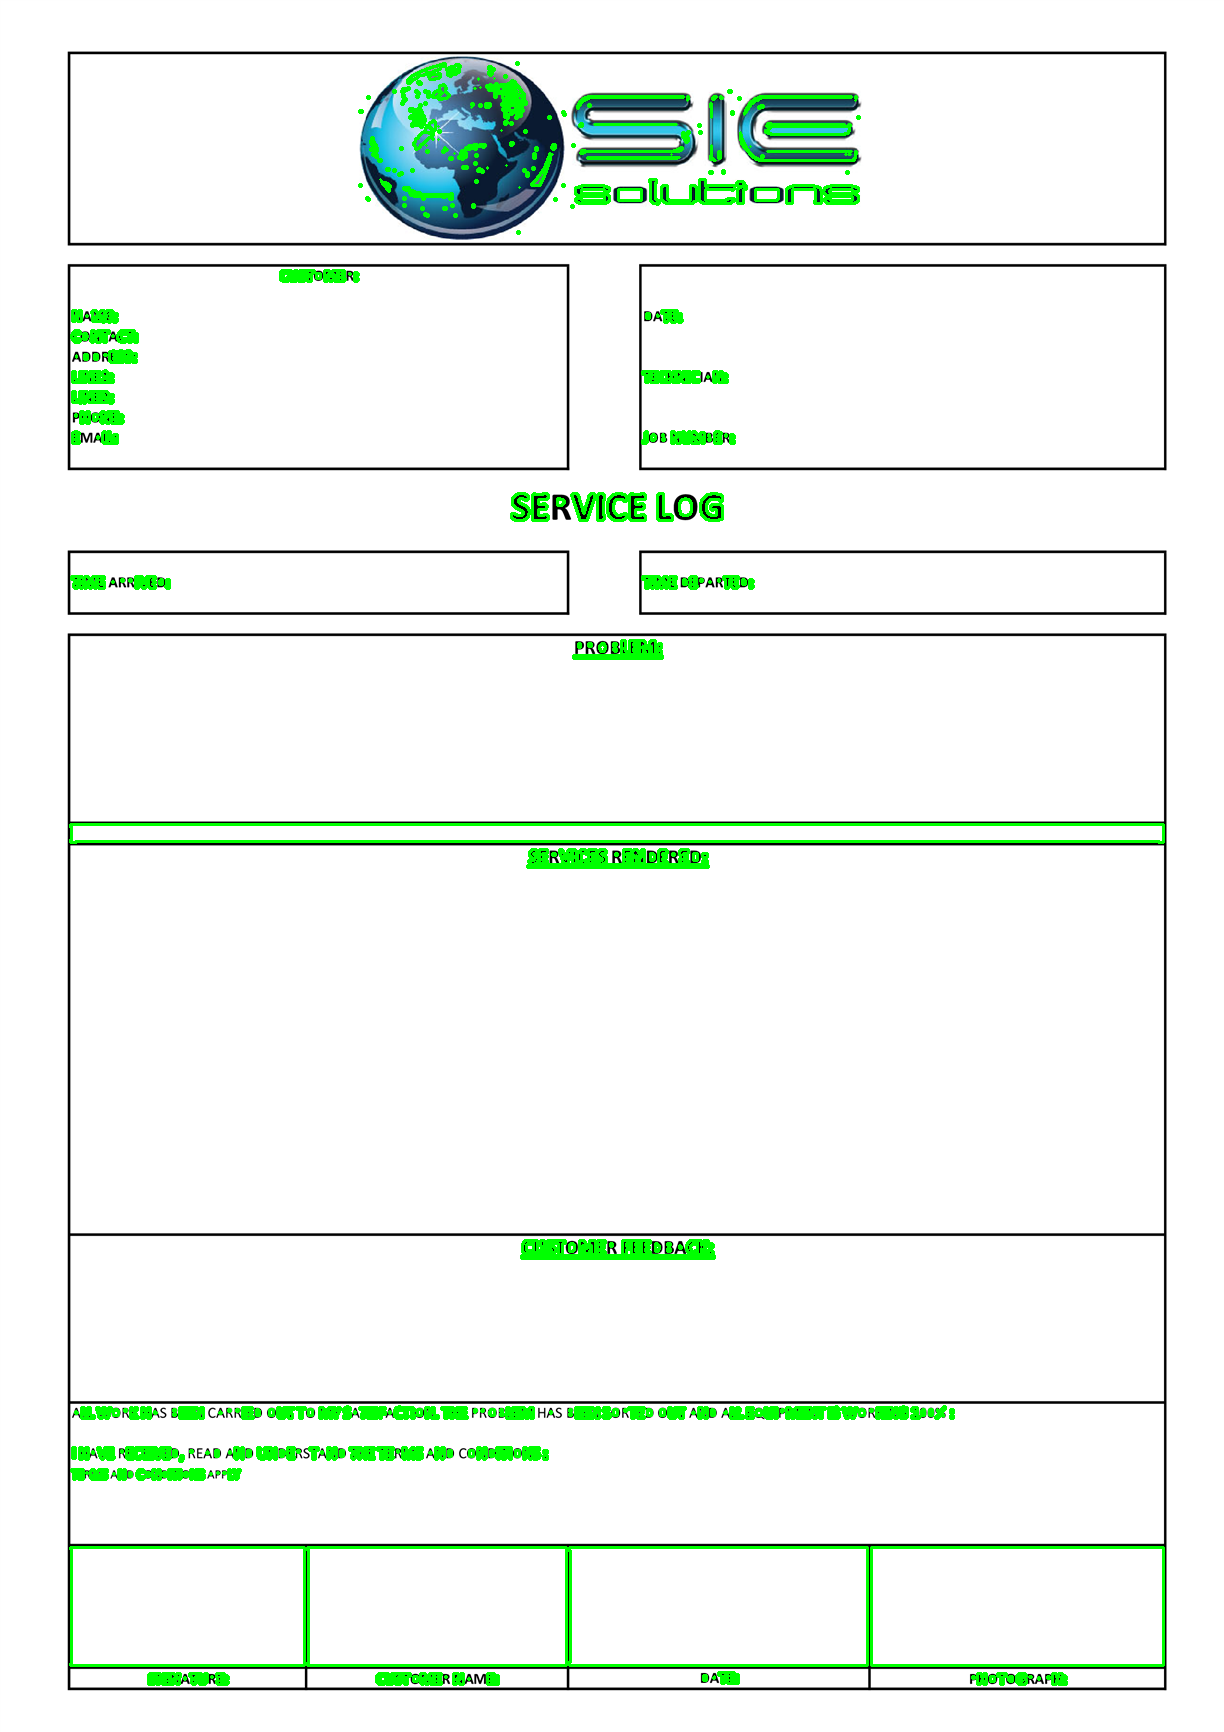 SIE
solutions
CUSTOMER:
NAME:
CONTACT:
ADDRESS:
PHONE:
EMAIL:
DATE:
TECHNICIAN:
JOB NUMBER:
SERVICE LOG
TIME ARRIVED:
TIME DEPARTED:
PROBLEM:
SERVICES RENDERED:
CUSTOMER FEEDBACK:
ALL WORK HAS BEEN CARRIED OUT TO MY SATISFACTION. THE PROBLEM HAS BEEN SORTED OUT AND ALL EQUIPMENT IS WORKING 100% :
I HAVE RECEIVED, READ AND UNDERSTAND THE TERMS AND CONDITIONS :
TERMS AND CONDITIONS APPLY
SIGNATURE:
CUSTOMER NAME:
DATE:
PHOTOGRAPH: